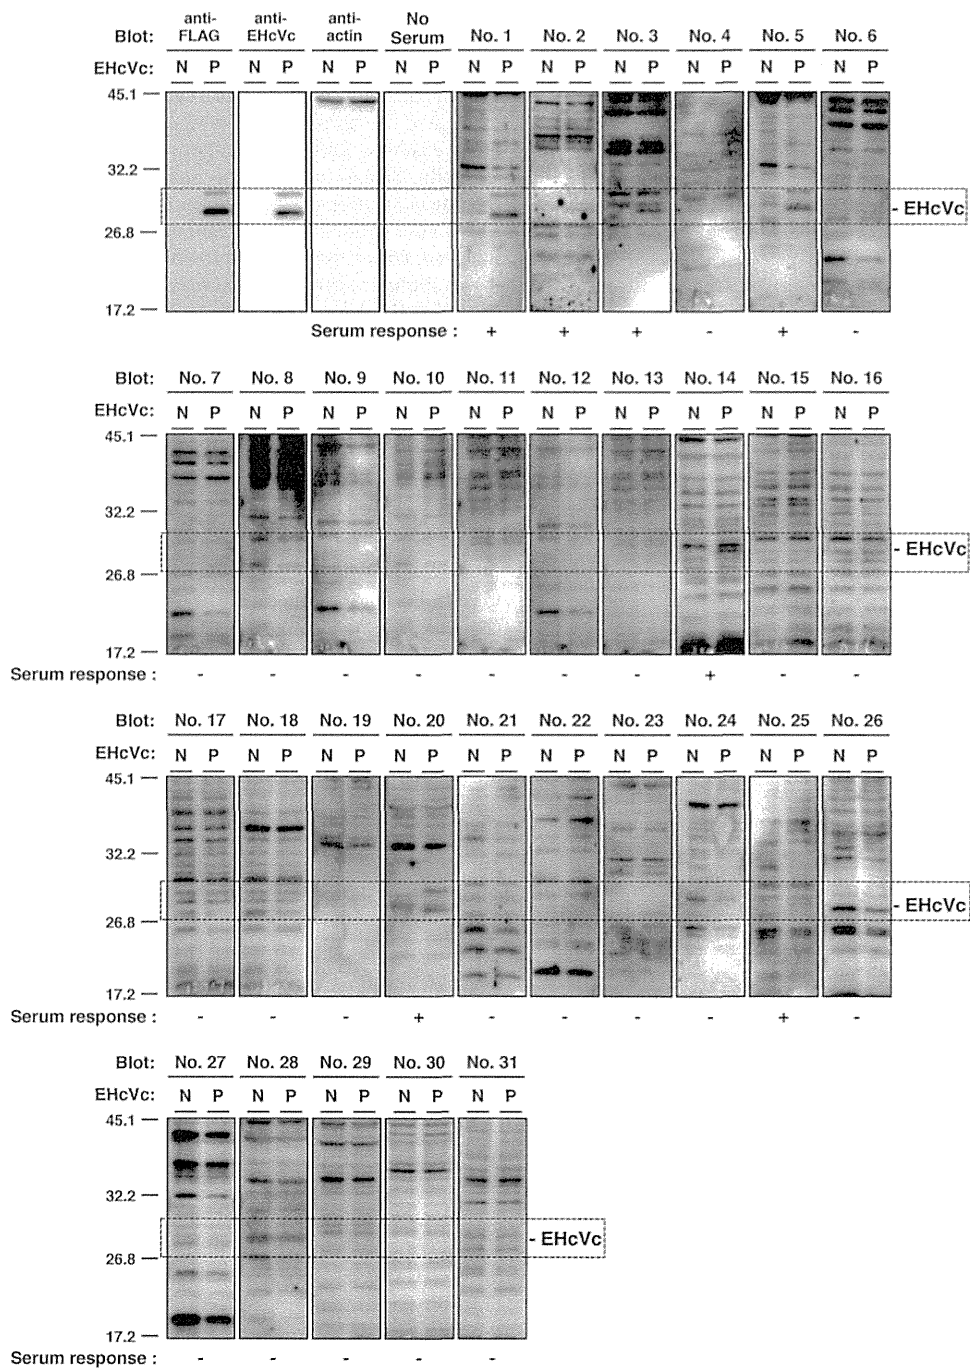 anti- anti- anti- No
Blot: FLAG EHcVc actin Serum No. 1 No. 2 No. 3 No. 4 No. 5 No. 6
EHcVc: N P N P N P N P N P N P N P N P N P N P
45.1
32.2
- EHcVc
26.8
17.2
Serum response : + + + - + -
Blot: No. 7 No. 8 No. 9 No. 10 No. 11 No. 12 No. 13 No. 14 No. 15 No. 16
EHcVc: N P N P N P N P N P N P N P N P N P N P
45.1
32.2
- EHcVc
26.8
17.2
Serum response : - - - - - - - + - -
Blot: No. 17 No. 18 No. 19 No. 20 No. 21 No. 22 No. 23 No. 24 No. 25 No. 26
EHcVc: N P N P N P N P N P N P N P N P N P N P
45.1
32.2
- EHcVc
26.8
17.2
Serum response : - - - + - - - - + -
Blot: No. 27 No. 28 No. 29 No. 30 No. 31
EHcVc: N P N P N P N P N P
45.1
32.2
- EHcVc
26.8
17.2
Serum response : - - - - -